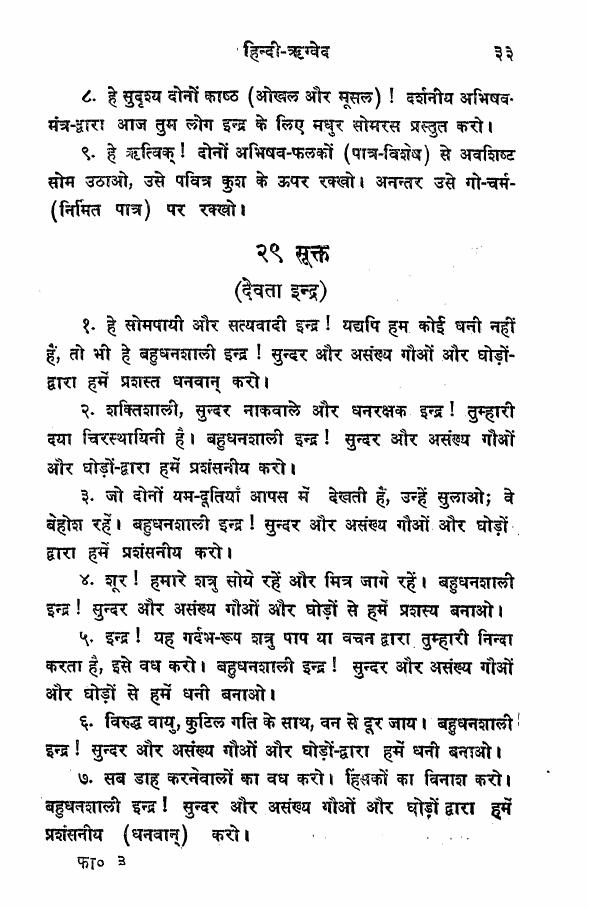 हिन्दी-ऋग्वेद ३३
८. हे सुदृश्य दोनों काष्ठ (ओखल और मूसल) ! दर्शनीय अभिषव-
मंत्र-द्वारा आज तुम लोग इन्द्र के लिए मधुर सोमरस प्रस्तुत करो।
९. हे ऋत्विक् ! दोनों अभिषव-फलकों (पात्र-विशेष) से अवशिष्ट
सोम उठाओ, उसे पवित्र कुश के ऊपर रक्खो। अनन्तर उसे गो-चर्म-
(निर्मित पात्र) पर रक्खो।
२९ सूक्त
(देवता इन्द्र)
१. हे सोमपायी और सत्यवादी इन्द्र ! यद्यपि हम कोई धनी नहीं
हैं, तो भी हे बहुधनशाली इन्द्र ! सुन्दर और असंख्य गौओं और घोड़ों-
द्वारा हमें प्रशस्त धनवान् करो।
२. शक्तिशाली, सुन्दर नाकवाले और धनरक्षक इन्द्र ! तुम्हारी
दया चिरस्थायिनी है। बहुधनशाली इन्द्र ! सुन्दर और असंख्य गौओं
और घोड़ों-द्वारा हमें प्रशंसनीय करो।
३. जो दोनों यम-दूतियाँ आपस में देखती हैं, उन्हें सुलाओ; वे
बेहोश रहें। बहुधनशाली इन्द्र ! सुन्दर और असंख्य गौओं और घोड़ों
द्वारा हमें प्रशंसनीय करो।
४. शूर ! हमारे शत्रु सोये रहें और मित्र जागे रहें। बहुधनशाली
इन्द्र ! सुन्दर और असंख्य गौओं और घोड़ों से हमें प्रशस्य बनाओ।
५. इन्द्र ! यह गर्दभ-रूप शत्रु पाप या वचन द्वारा तुम्हारी निन्दा
करता है, इसे वध करो। बहुधनशाली इन्द्र ! सुन्दर और असंख्य गौओं
और घोड़ों से हमें धनी बनाओ।
६. विरुद्ध वायु, कुटिल गति के साथ, वन से दूर जाय। बहुधनशाली
इन्द्र ! सुन्दर और असंख्य गौओं और घोड़ों-द्वारा हमें धनी बनाओ।
७. सब डाह करनेवालों का वध करो। हिंसकों का विनाश करो।
बहुधनशाली इन्द्र ! सुन्दर और असंख्य गौओं और घोड़ों द्वारा हमें
प्रशंसनीय (धनवान्) करो।
फा० ३